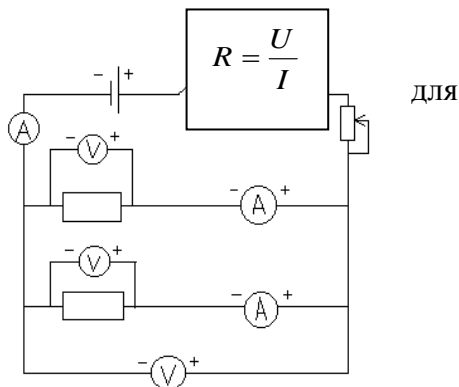 R = U/I
для
- +
A
- V +
- A +
- V +
- A +
- V +